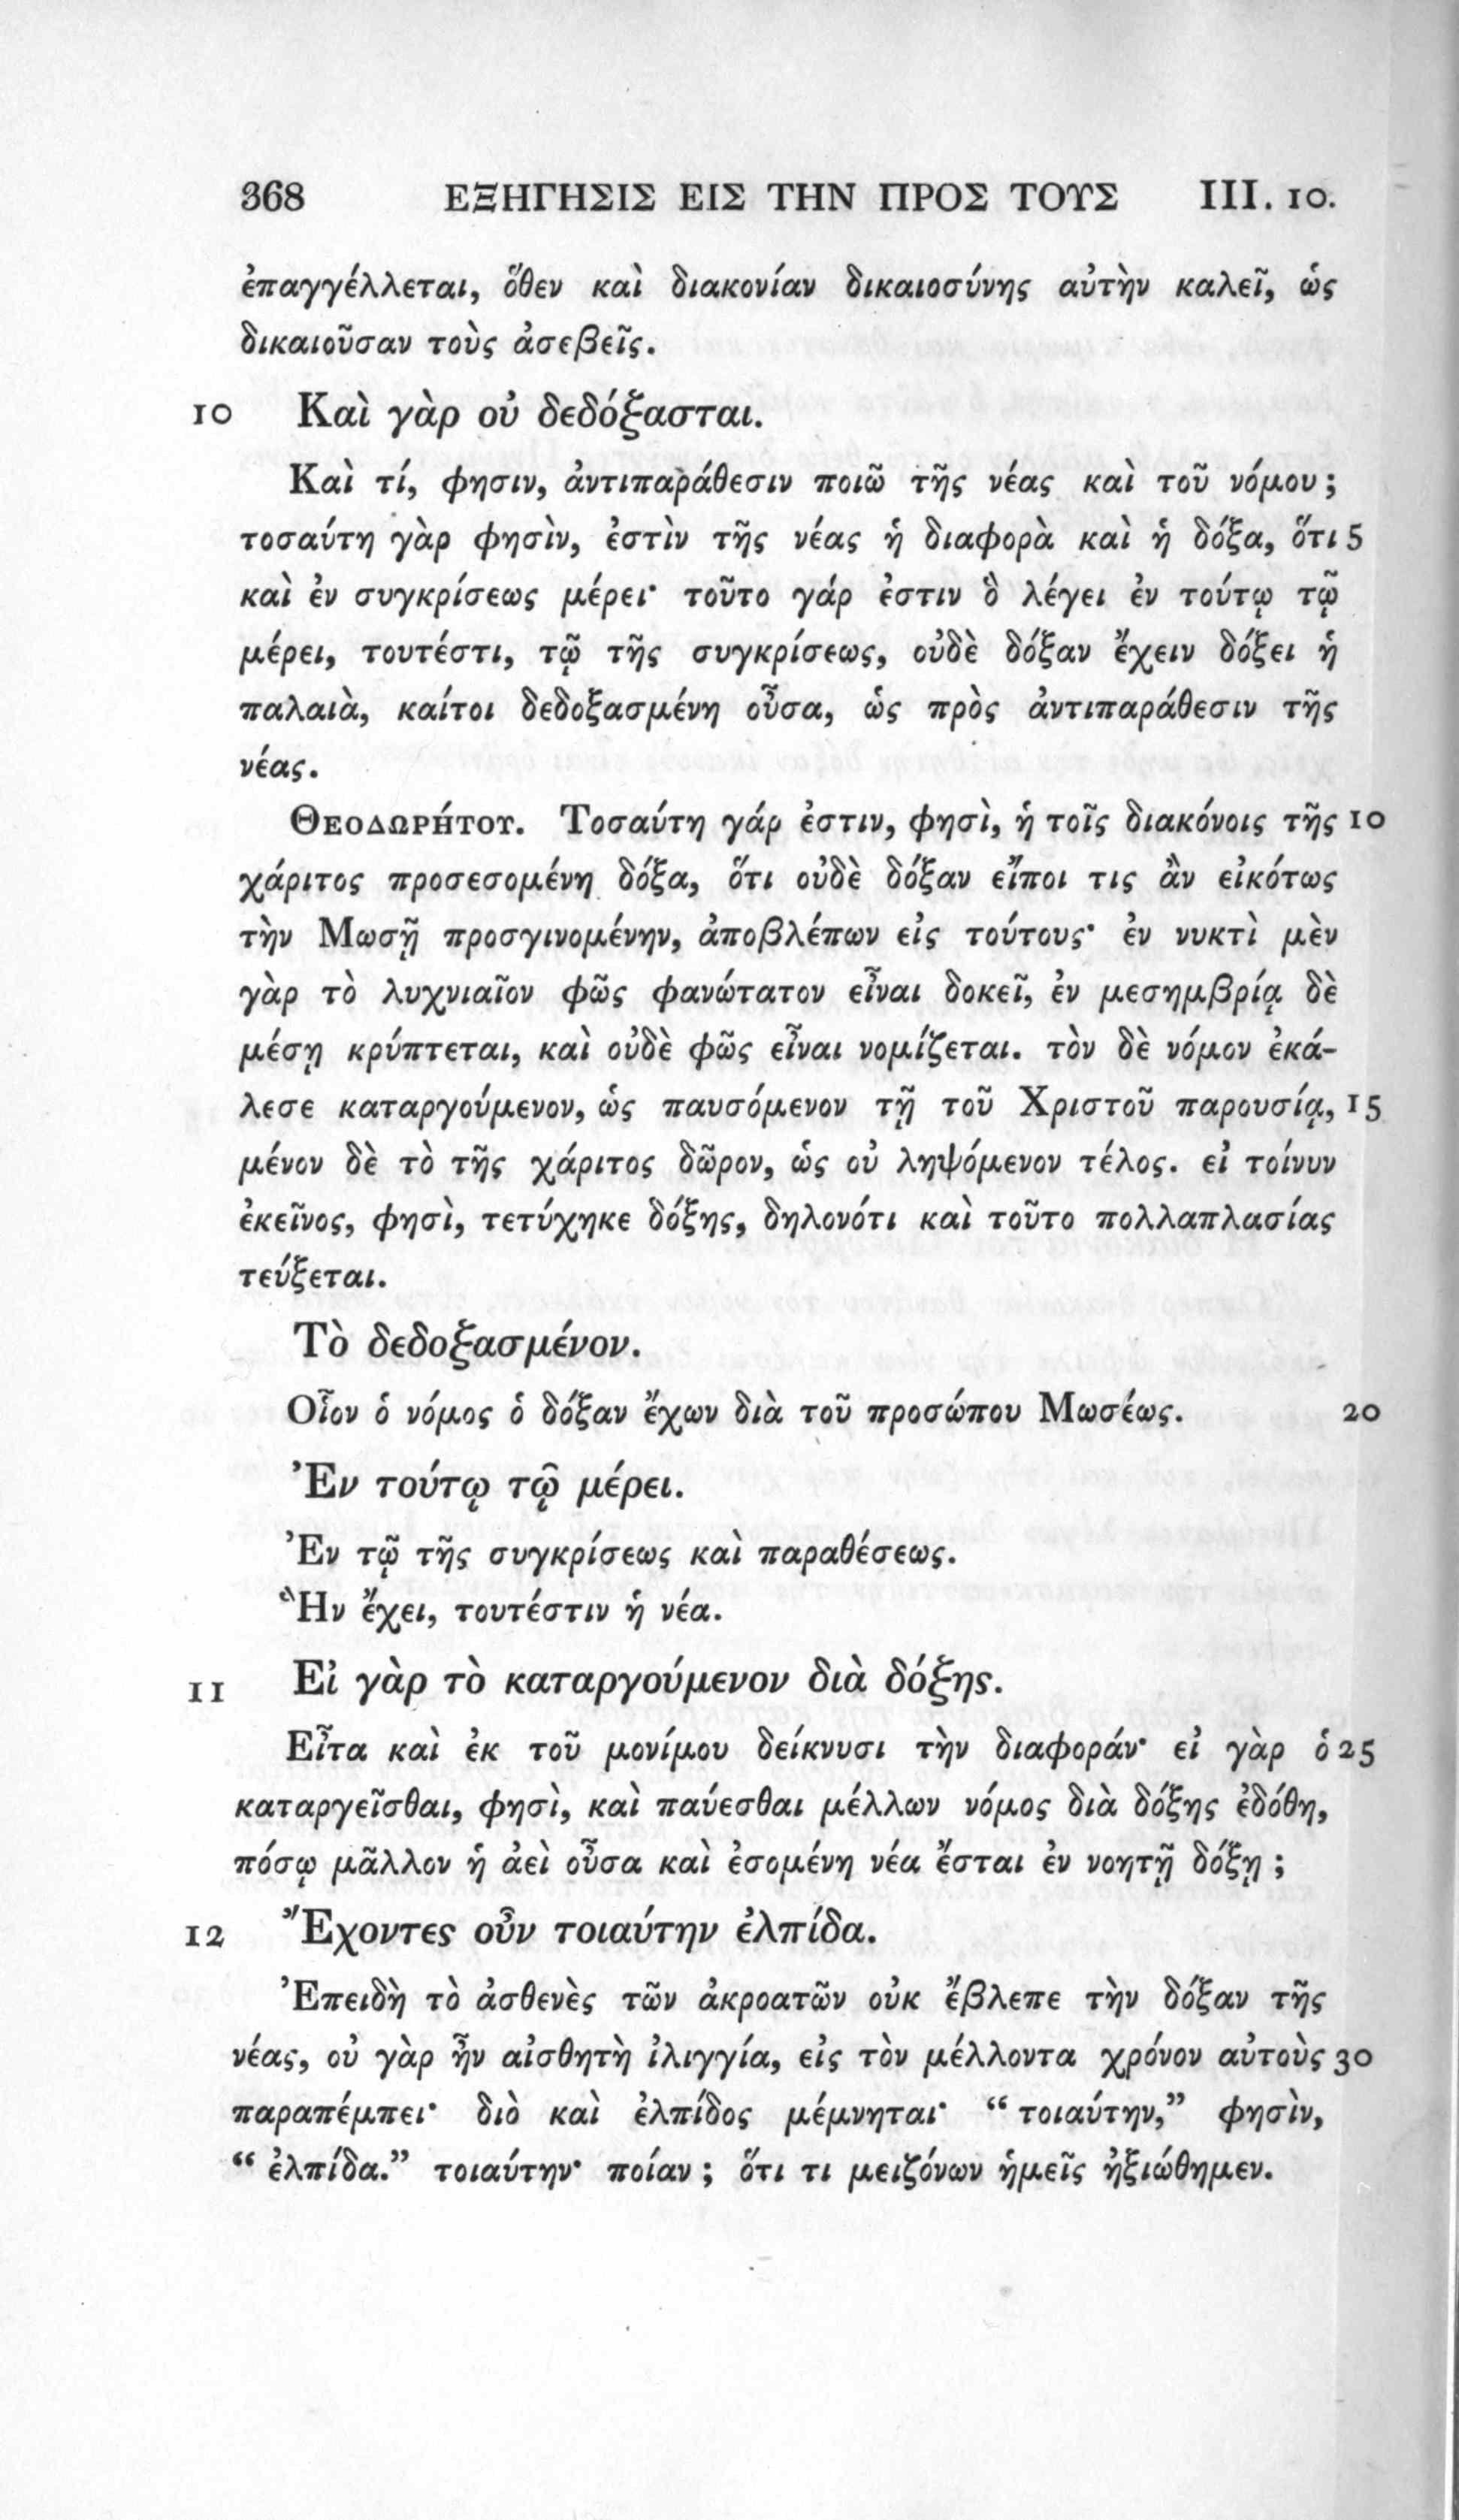 368 ΕΞΗΓΗΣΙΣ ΕΙΣ ΤΗΝ ΠΡΟΣ ΤΟΥΣ III. 10.
ἐπαγγέλλεται, ὅθεν καὶ διακονίαν δικαιοσύνης αὐτὴν καλεῖ, ὡς
δικαιοῦσαν τοὺς ἀσεβεῖς.
10 Καὶ γὰρ οὐ δεδόξασται.
Καὶ τί, φησιν, ἀντιπαράθεσιν ποιῶ τῆς νέας καὶ τοῦ νόμου;
τοσαύτη γὰρ φησὶν, ἐστὶν τῆς νέας ἡ διαφορὰ καὶ ἡ δόξα, ὅτι 5
καὶ ἐν συγκρίσεως μέρει· τοῦτο γάρ ἐστιν ὃ λέγει ἐν τούτῳ τῷ
μέρει, τουτέστι, τῷ τῆς συγκρίσεως, οὐδὲ δόξαν ἔχειν δόξει ἡ
παλαιὰ, καίτοι δεδοξασμένη οὖσα, ὡς πρὸς ἀντιπαράθεσιν τῆς
νέας.
ΘΕΟΔΩΡΉΤΟΥ. Τοσαύτη γάρ ἐστιν, φησὶ, ἡ τοῖς διακόνοις τῆς 10
χάριτος προσεσομένη δόξα, ὅτι οὐδὲ δόξαν εἴποι τις ἂν εἰκότως
τὴν Μωσῇ προσγινομένην, ἀποβλέπων εἰς τούτους· ἐν νυκτὶ μὲν
γὰρ τὸ λυχνιαῖον φῶς φανώτατον εἶναι δοκεῖ, ἐν μεσημβρίᾳ δὲ
μέσῃ κρύπτεται, καὶ οὐδὲ φῶς εἶναι νομίζεται. τὸν δὲ νόμον ἐκά-
λεσε καταργούμενον, ὡς παυσόμενον τῇ τοῦ Χριστοῦ παρουσίᾳ, 15
μένον δὲ τὸ τῆς χάριτος δῶρον, ὡς οὐ ληψόμενον τέλος. εἰ τοίνυν
ἐκεῖνος, φησὶ, τετύχηκε δόξης, δηλονότι καὶ τοῦτο πολλαπλασίας
τεύξεται.
Τὸ δεδοξασμένον.
Οἷον ὁ νόμος ὁ δόξαν ἔχων διὰ τοῦ προσώπου Μωσέως. 20
Ἐν τούτῳ τῷ μέρει.
Ἐν τῷ τῆς συγκρίσεως καὶ παραθέσεως.
Ἣν ἔχει, τουτέστιν ἡ νέα.
11 Εἰ γὰρ τὸ καταργούμενον διὰ δόξης.
Εἶτα καὶ ἐκ τοῦ μονίμου δείκνυσι τὴν διαφοράν· εἰ γὰρ ὁ 25
καταργεῖσθαι, φησὶ, καὶ παύεσθαι μέλλων νόμος διὰ δόξης ἐδόθη,
πόσῳ μᾶλλον ἡ ἀεὶ οὖσα καὶ ἐσομένη νέα ἔσται ἐν νοητῇ δόξῃ;
12 Ἔχοντες οὖν τοιαύτην ἐλπίδα.
Ἐπειδὴ τὸ ἀσθενὲς τῶν ἀκροατῶν οὐκ ἔβλεπε τὴν δόξαν τῆς
νέας, οὐ γὰρ ἦν αἰσθητὴ ἰλιγγία, εἰς τὸν μέλλοντα χρόνον αὐτοὺς 30
παραπέμπει· διὸ καὶ ἐλπίδος μέμνηται· “τοιαύτην,” φησὶν,
“ἐλπίδα.” τοιαύτην· ποίαν; ὅτι τι μειζόνων ἡμεῖς ἠξιώθημεν.